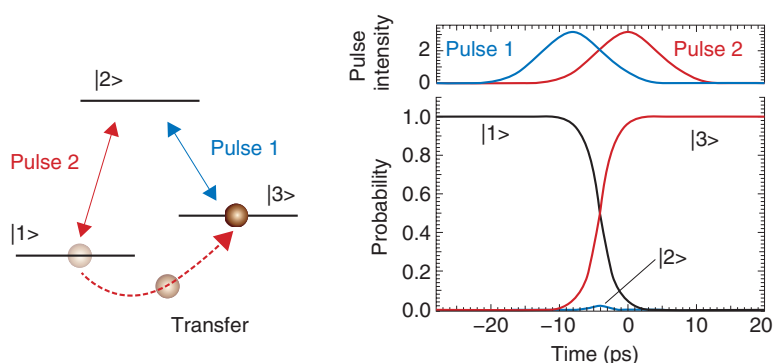 |2>
Pulse 2
Pulse 1
|3>
|1>
Transfer
Pulse
intensity
2
0
Pulse 1
Pulse 2
Probability
1.0
0.8
0.6
0.4
0.2
0.0
|1>
|3>
|2>
−20
−10
0
10
20
Time (ps)